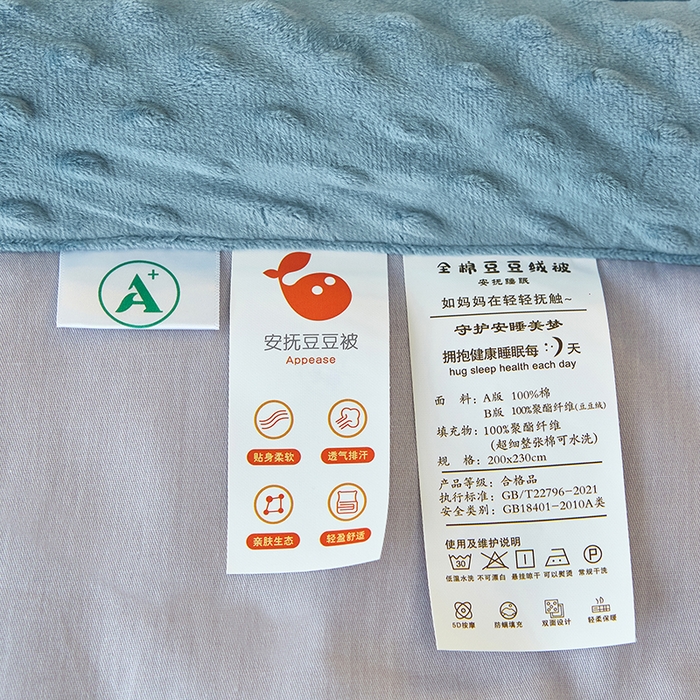 A+
安抚豆豆被
Appease
贴身柔软
透气排汗
亲肤生态
轻盈舒适
全棉豆豆绒被
安抚睡眠
如妈妈在轻轻抚触~
守护安睡美梦
拥抱健康睡眠每天
hug sleep health each day
面 料：A版 100%棉
B版 100%聚酯纤维(豆豆绒)
填充物：100%聚酯纤维
(超细整张棉可水洗)
规 格：200x230cm
产品等级：合格品
执行标准：GB/T22796-2021
安全类别：GB18401-2010A类
使用及维护说明
30
P
低温水洗 不可漂白 悬挂晾干 可以熨烫 常规干洗
5D按摩 防螨填充 双面设计 轻柔保暖